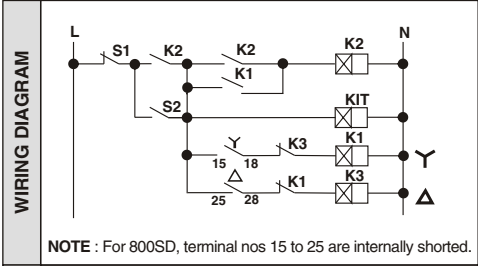 WIRING DIAGRAM
L N
S1 K2 K2 K2
K1
S2 KIT
15 18 K3 K1
25 28 K1 K3
NOTE : For 800SD, terminal nos 15 to 25 are internally shorted.